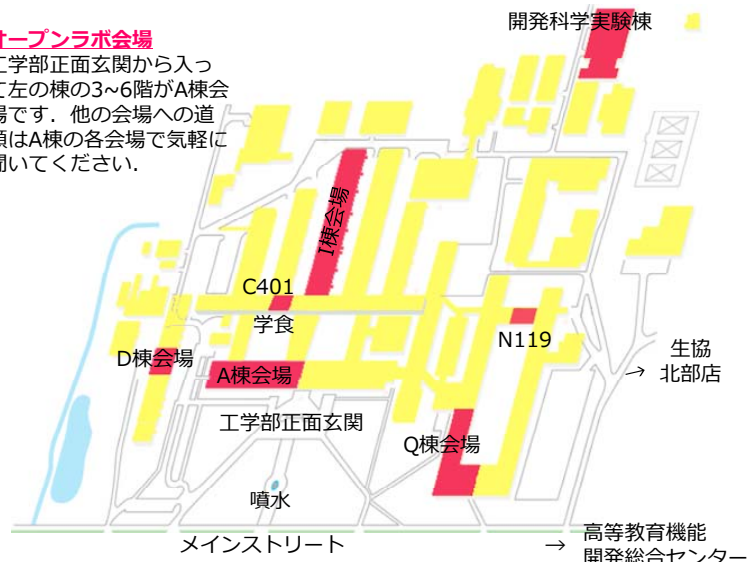 オープンラボ会場
工学部正面玄関から入っ
て左の棟の3~6階がA棟会
場です．他の会場への道
順はA棟の各会場で気軽に
聞いてください．
開発科学実験棟
I棟会場
C401
学食
N119
D棟会場
A棟会場
生協
→ 北部店
工学部正面玄関
Q棟会場
噴水
メインストリート
→ 高等教育機能
開発総合センター